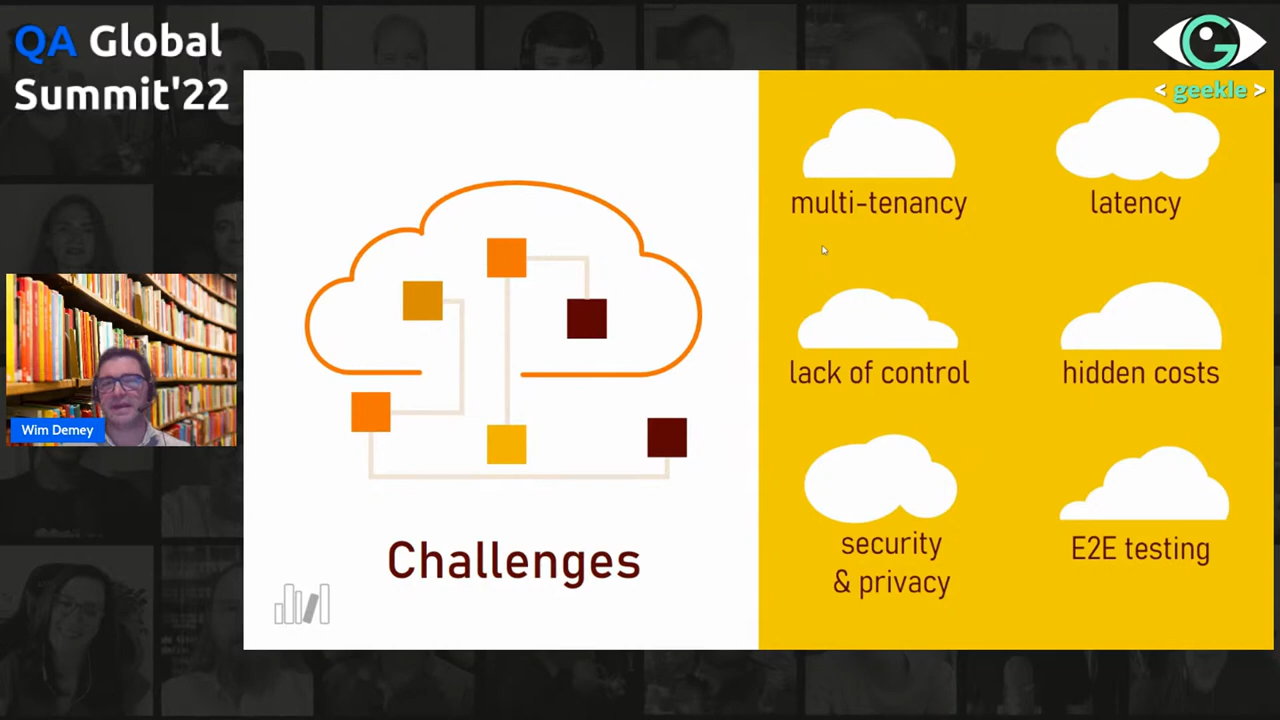 QA Global
Summit'22
< geekle >
multi-tenancy
latency
lack of control
hidden costs
Wim Demey
security
& privacy
E2E testing
Challenges